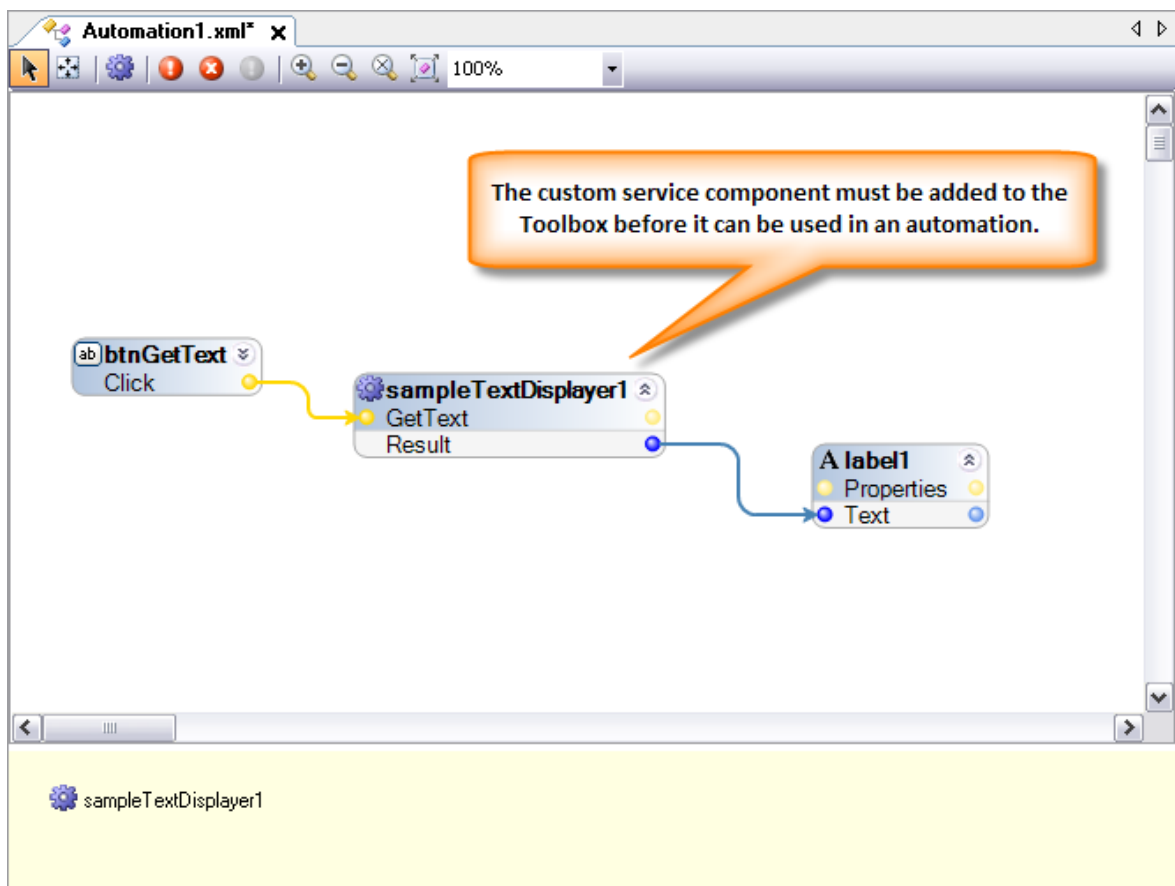 Automation1.xml*
100%
The custom service component must be added to the
Toolbox before it can be used in an automation.
ab btnGetText
Click
sampleTextDisplayer1
GetText
Result
A label1
Properties
Text
sampleTextDisplayer1